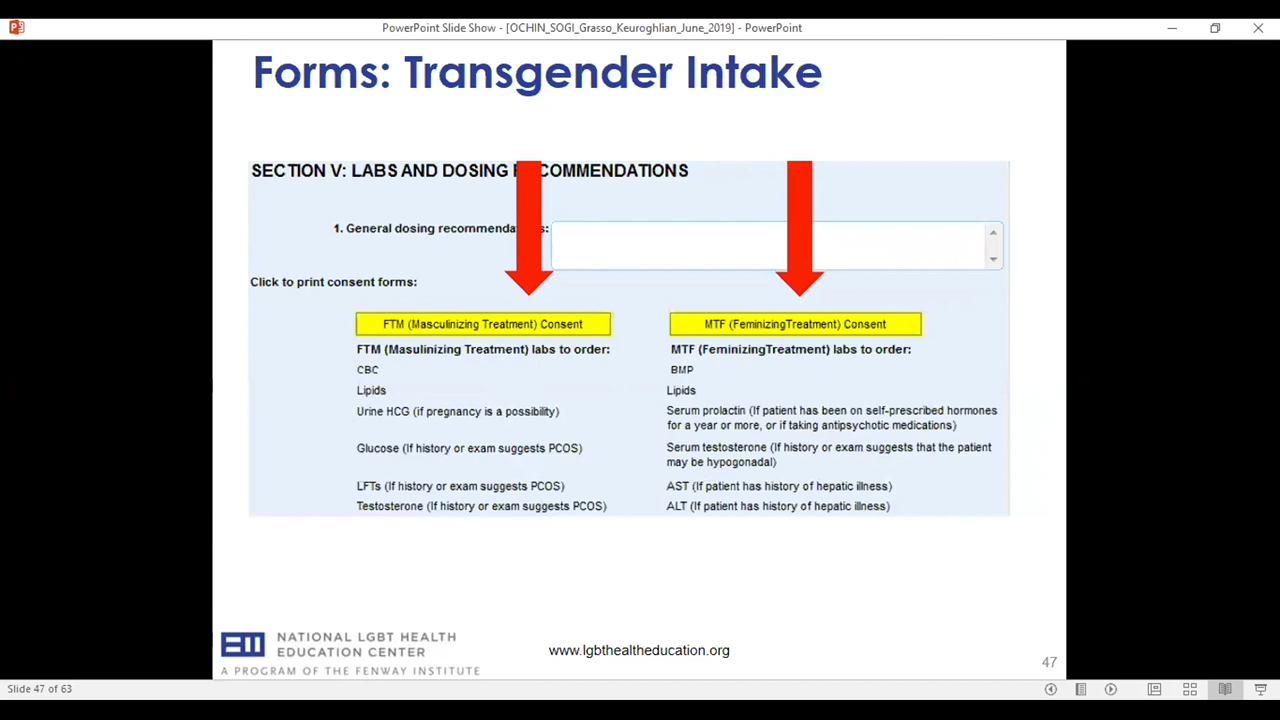 PowerPoint Slide Show - [OCHIN_SOGI_Grasso_Keuroghlian_June_2019] - PowerPoint
Forms: Transgender Intake
SECTION V: LABS AND DOSING RECOMMENDATIONS
1. General dosing recommendations:
Click to print consent forms:
FTM (Masculinizing Treatment) Consent
FTM (Masulinizing Treatment) labs to order:
CBC
Lipids
Urine HCG (if pregnancy is a possibility)
Glucose (If history or exam suggests PCOS)
LFTs (If history or exam suggests PCOS)
Testosterone (If history or exam suggests PCOS)
MTF (FeminizingTreatment) Consent
MTF (FeminizingTreatment) labs to order:
BMP
Lipids
Serum prolactin (If patient has been on self-prescribed hormones
for a year or more, or if taking antipsychotic medications)
Serum testosterone (If history or exam suggests that the patient
may be hypogonadal)
AST (If patient has history of hepatic illness)
ALT (If patient has history of hepatic illness)
NATIONAL LGBT HEALTH
EDUCATION CENTER
A PROGRAM OF THE FENWAY INSTITUTE
www.lgbthealtheducation.org
47
Slide 47 of 63